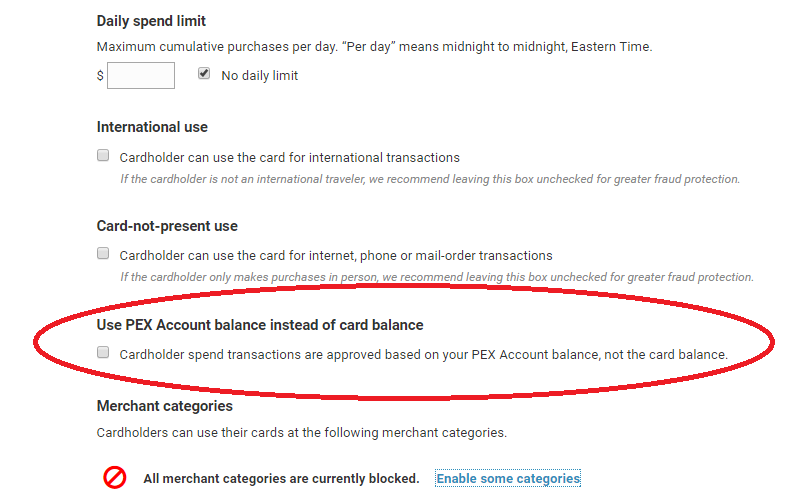 Daily spend limit
Maximum cumulative purchases per day. “Per day” means midnight to midnight, Eastern Time.
$ No daily limit
International use
Cardholder can use the card for international transactions
If the cardholder is not an international traveler, we recommend leaving this box unchecked for greater fraud protection.
Card-not-present use
Cardholder can use the card for internet, phone or mail-order transactions
If the cardholder only makes purchases in person, we recommend leaving this box unchecked for greater fraud protection.
Use PEX Account balance instead of card balance
Cardholder spend transactions are approved based on your PEX Account balance, not the card balance.
Merchant categories
Cardholders can use their cards at the following merchant categories.
All merchant categories are currently blocked. Enable some categories